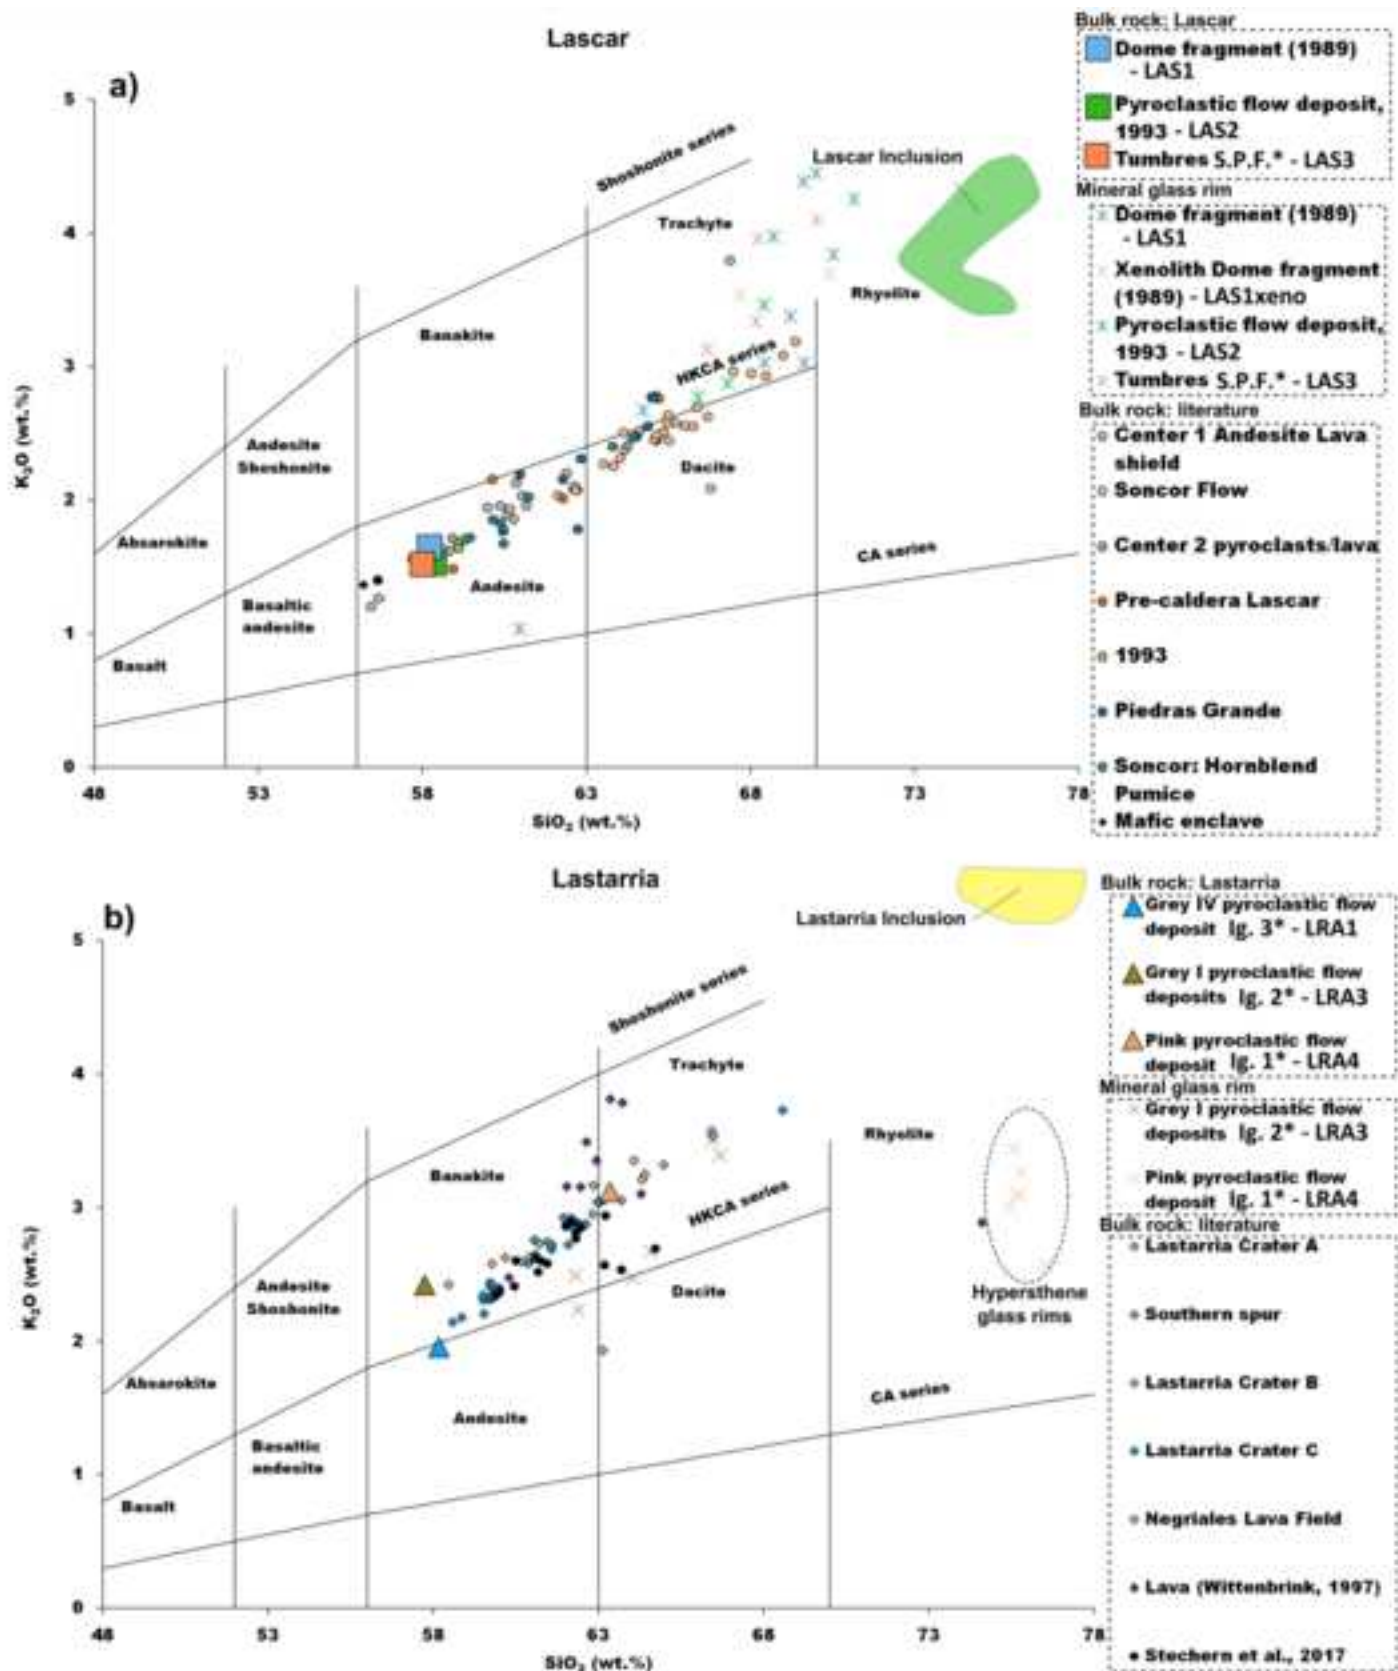 Lascar
a)
Bulk rock: Lascar
Dome fragment (1989)
- LAS1
Pyroclastic flow deposit,
1993 - LAS2
Tumbres S.P.F.* - LAS3
Mineral glass rim
Dome fragment (1989)
- LAS1
Xenolith Dome fragment
(1989) - LAS1xeno
Pyroclastic flow deposit,
1993 - LAS2
Tumbres S.P.F.* - LAS3
Bulk rock: literature
Center 1 Andesite Lava
shield
Soncor Flow
Center 2 pyroclasts/lava
Pre-caldera Lascar
1993
Piedras Grande
Soncor: Hornblend
Pumice
Mafic enclave
5
4
3
2
1
0
K₂O (wt.%)
Shoshonite series
Lascar Inclusion
Trachyte
Rhyolite
Banakite
HKCA series
Andesite
Shoshonite
Dacite
Absarokite
CA series
Andesite
Basaltic
andesite
Basalt
48
53
58
63
68
73
78
SiO₂ (wt.%)
Lastarria
b)
Lastarria Inclusion
Bulk rock: Lastarria
Grey IV pyroclastic flow
deposit Ig. 3* - LRA1
Grey I pyroclastic flow
deposits Ig. 2* - LRA3
Pink pyroclastic flow
deposit Ig. 1* - LRA4
Mineral glass rim
Grey I pyroclastic flow
deposits Ig. 2* - LRA3
Pink pyroclastic flow
deposit Ig. 1* - LRA4
Bulk rock: literature
Lastarria Crater A
Southern spur
Lastarria Crater B
Lastarria Crater C
Negriales Lava Field
Lava (Wittenbrink, 1997)
Stechern et al., 2017
5
4
3
2
1
0
K₂O (wt.%)
Shoshonite series
Trachyte
Rhyolite
Banakite
HKCA series
Andesite
Shoshonite
Dacite
Hypersthene
glass rims
Absarokite
CA series
Andesite
Basaltic
andesite
Basalt
48
53
58
63
68
73
78
SiO₂ (wt.%)